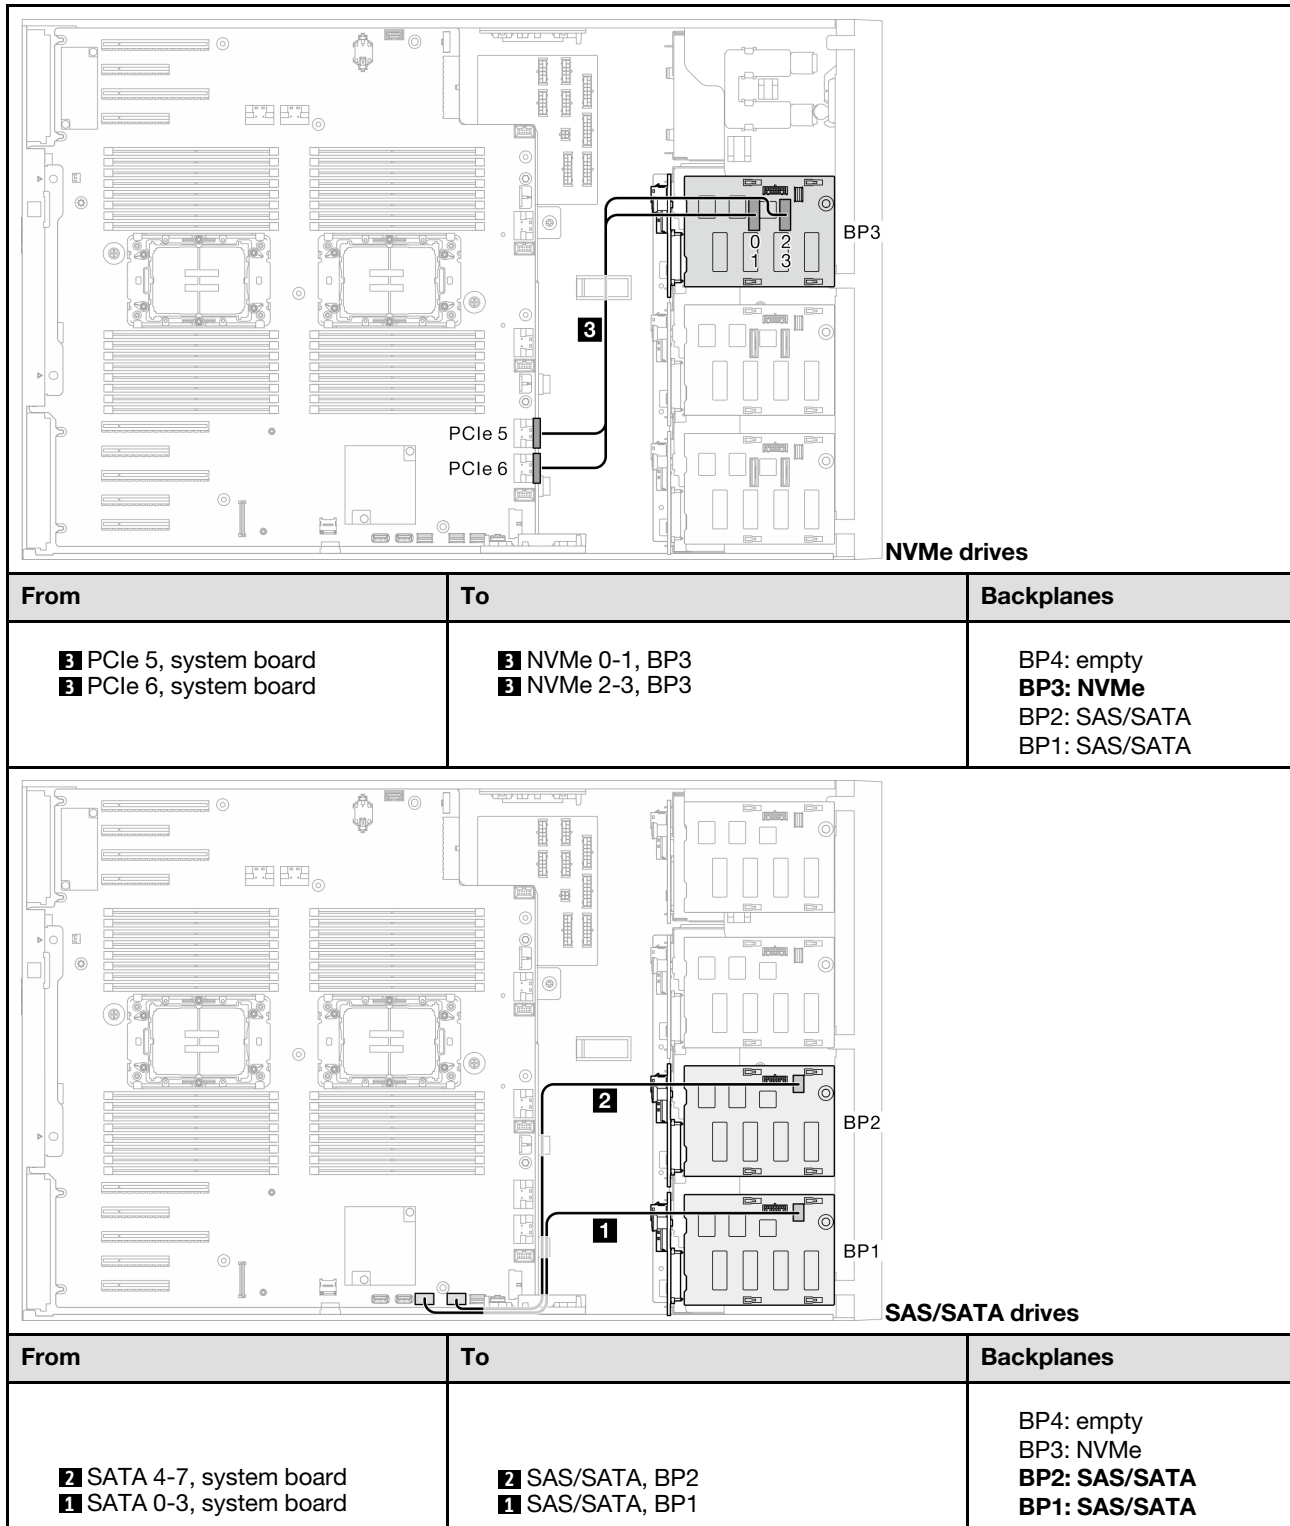 BP3
0 2
1 3
3
PCIe 5
PCIe 6
NVMe drives
From To Backplanes
3 PCIe 5, system board
3 PCIe 6, system board
3 NVMe 0-1, BP3
3 NVMe 2-3, BP3
BP4: empty
BP3: NVMe
BP2: SAS/SATA
BP1: SAS/SATA
2
BP2
1
BP1
SAS/SATA drives
From To Backplanes
2 SATA 4-7, system board
1 SATA 0-3, system board
2 SAS/SATA, BP2
1 SAS/SATA, BP1
BP4: empty
BP3: NVMe
BP2: SAS/SATA
BP1: SAS/SATA